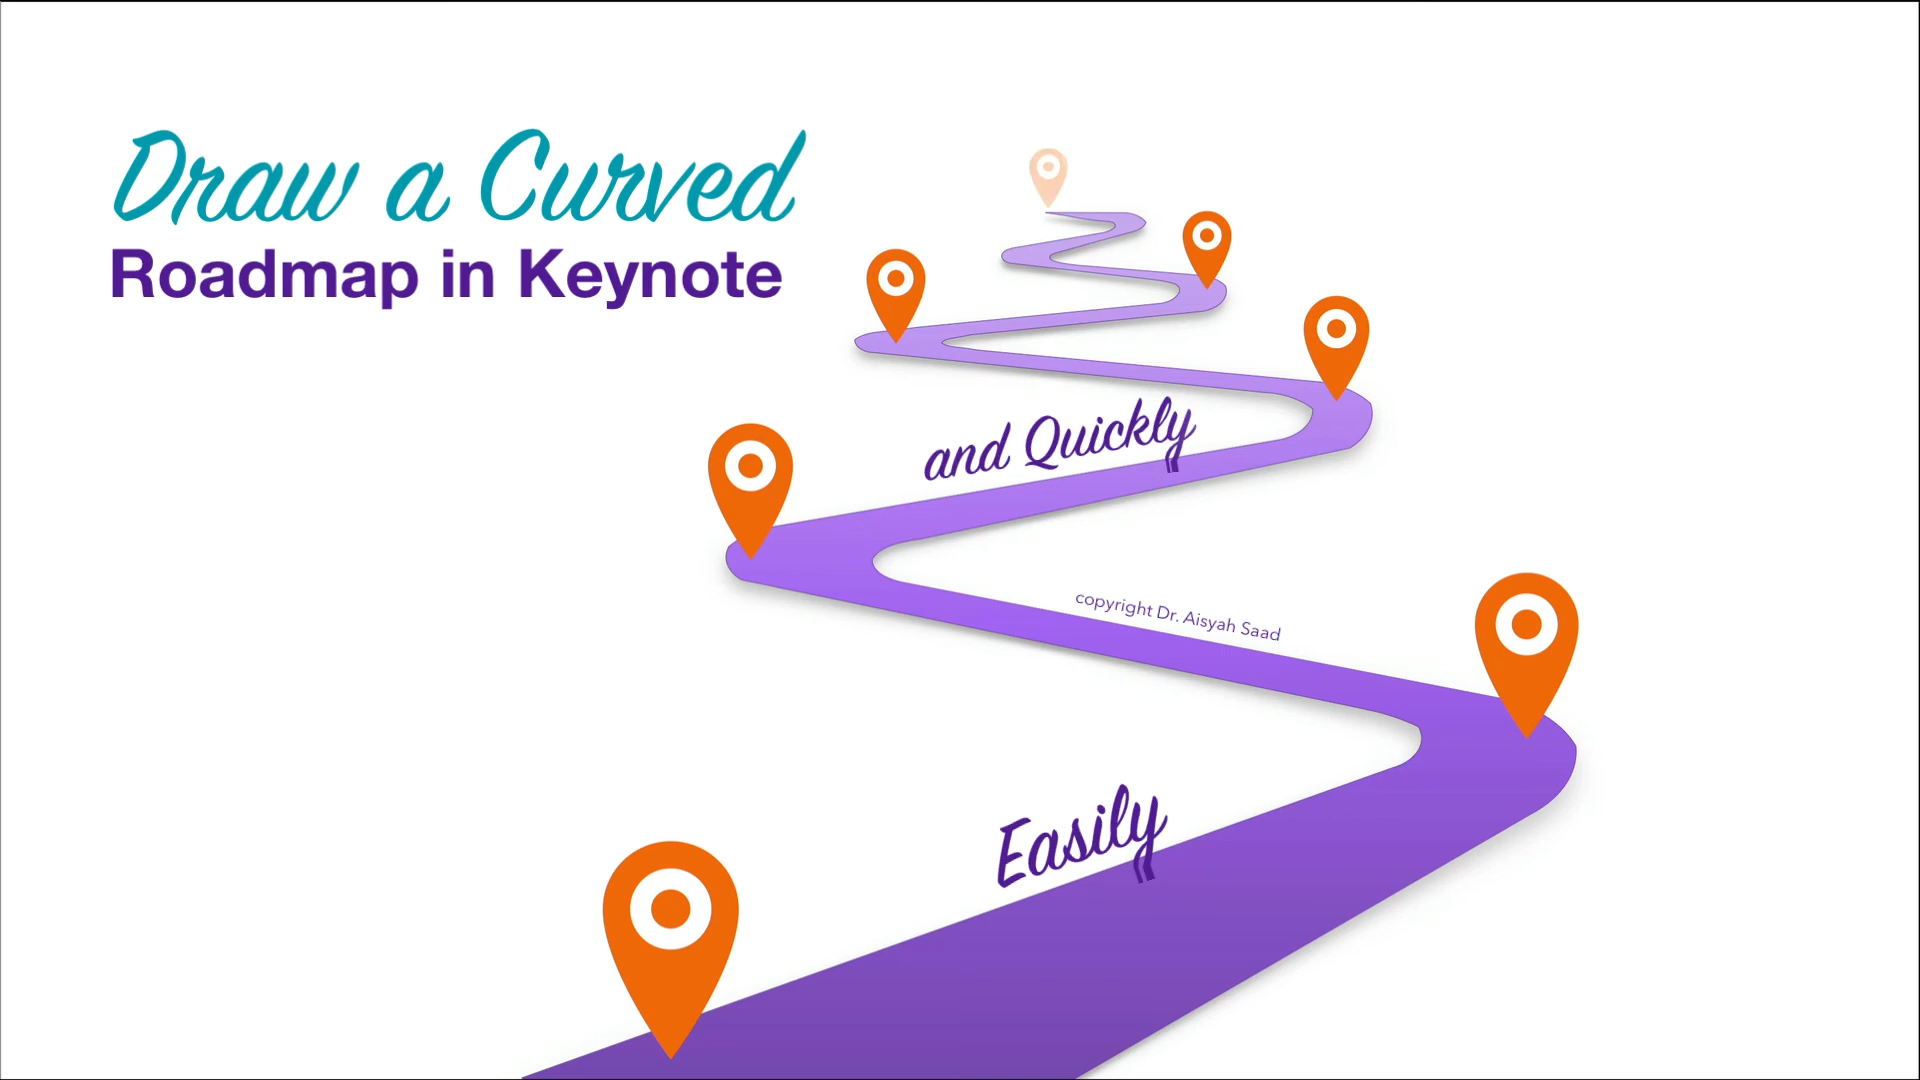 Draw a Curved
Roadmap in Keynote
and Quickly
copyright Dr. Aisyah Saad
Easily